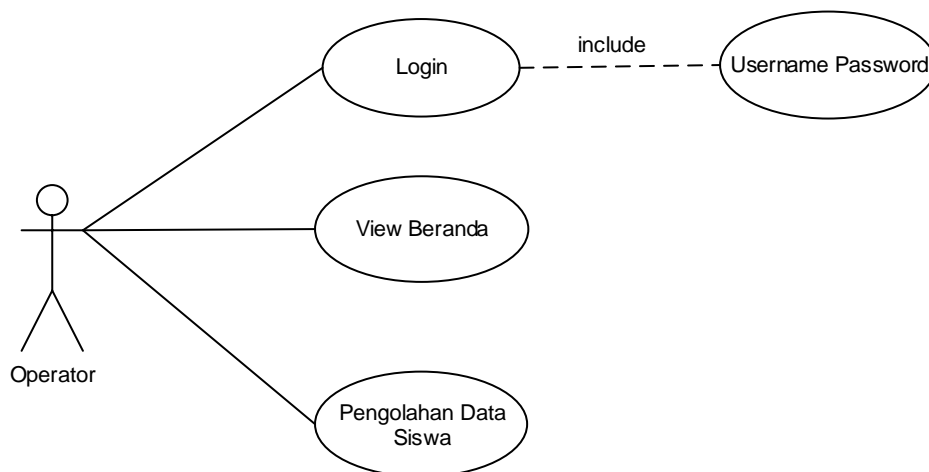 include
Login
Username Password
View Beranda
Operator
Pengolahan Data
Siswa